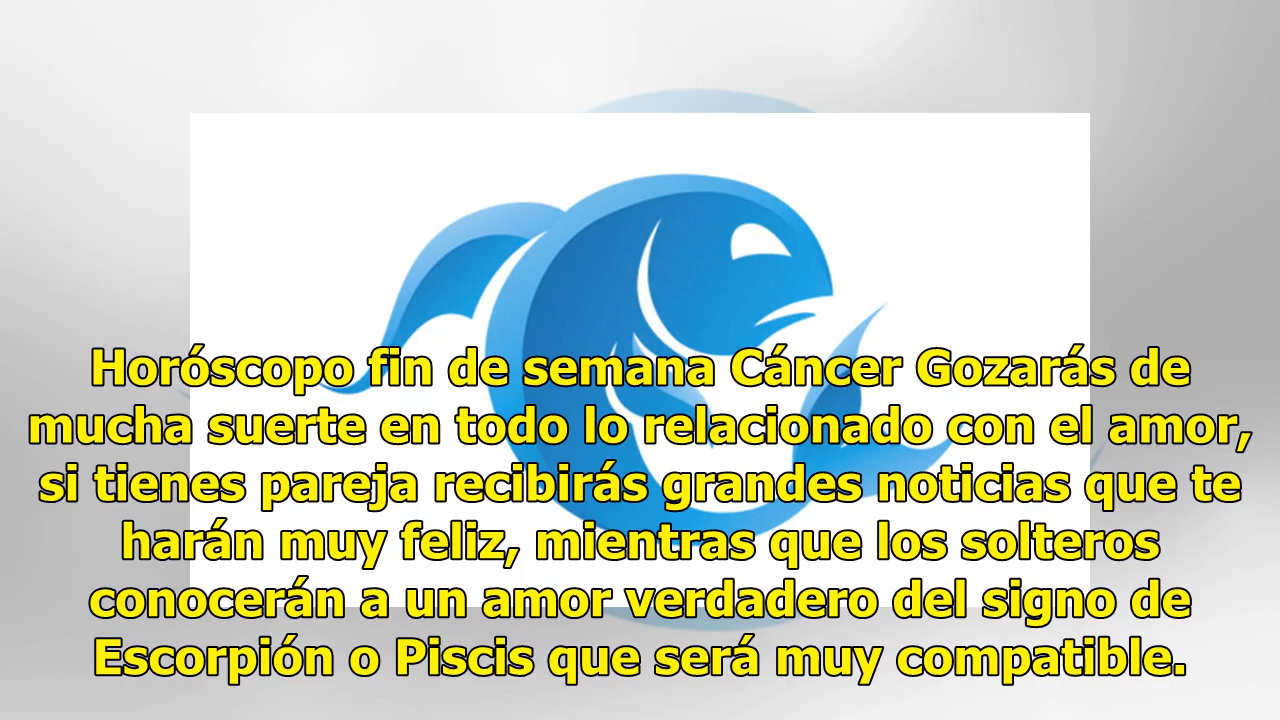 Horóscopo fin de semana Cáncer Gozarás de
mucha suerte en todo lo relacionado con el amor,
si tienes pareja recibirás grandes noticias que te
harán muy feliz, mientras que los solteros
conocerán a un amor verdadero del signo de
Escorpión o Piscis que será muy compatible.